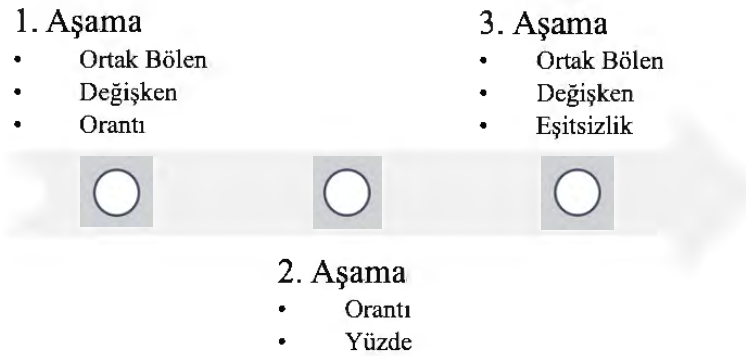 1. Aşama
• Ortak Bölen
• Değişken
• Orantı
3. Aşama
• Ortak Bölen
• Değişken
• Eşitsizlik
2. Aşama
• Orantı
• Yüzde